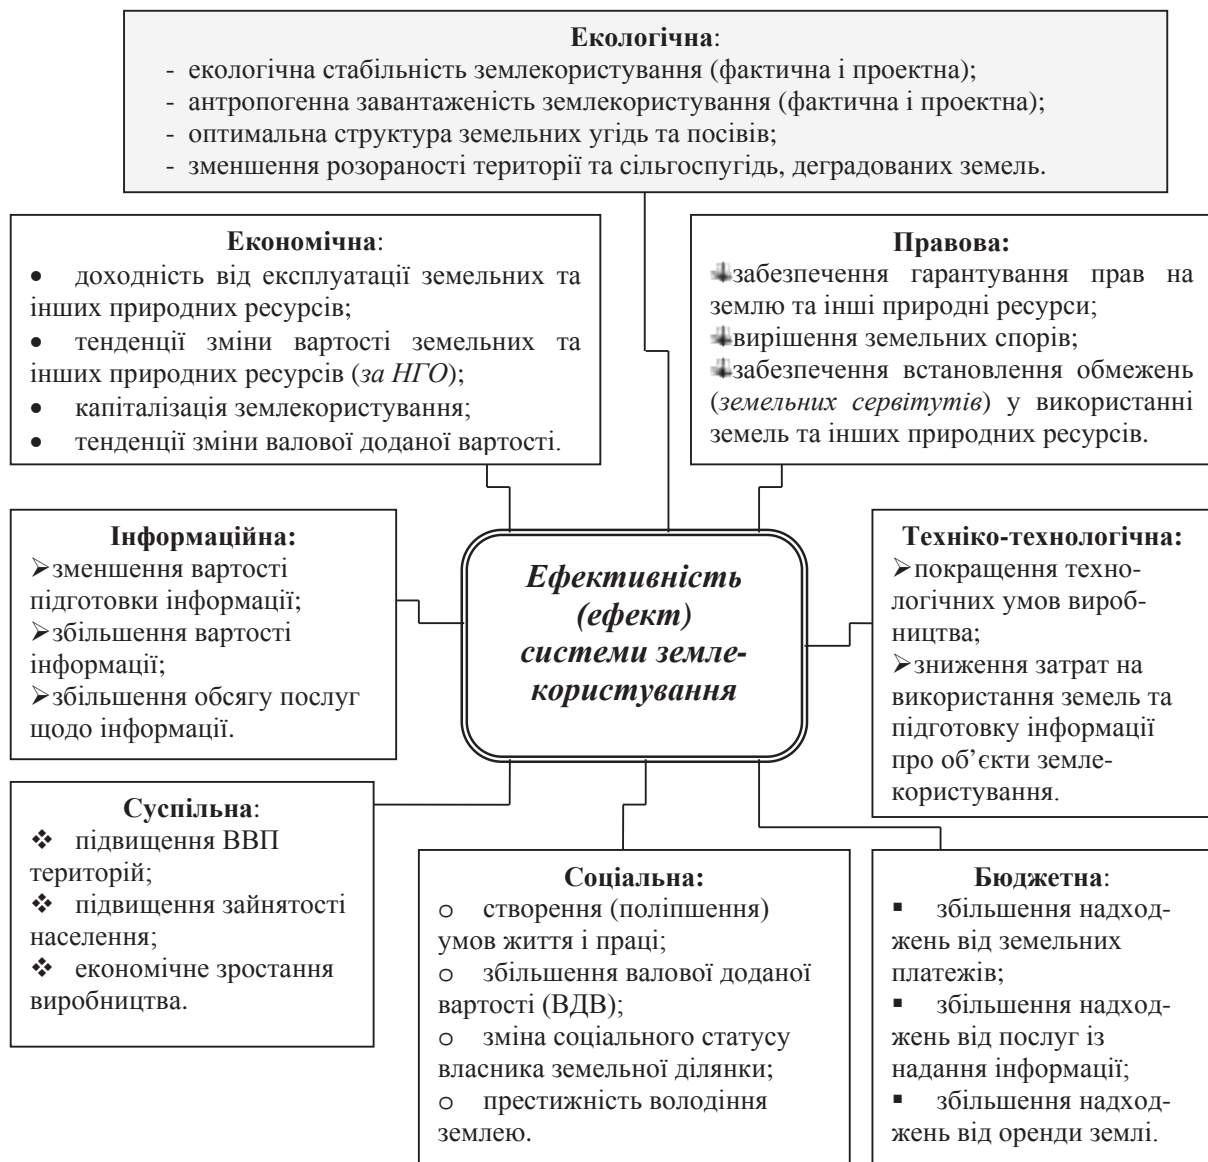 Екологічна:
- екологічна стабільність землекористування (фактична і проектна);
- антропогенна завантаженість землекористування (фактична і проектна);
- оптимальна структура земельних угідь та посівів;
- зменшення розораності території та сільгоспугідь, деградованих земель.
Економічна:
• доходність від експлуатації земельних та
інших природних ресурсів;
• тенденції зміни вартості земельних та
інших природних ресурсів (за НГО);
• капіталізація землекористування;
• тенденції зміни валової доданої вартості.
Правова:
забезпечення гарантування прав на
землю та інші природні ресурси;
вирішення земельних спорів;
забезпечення встановлення обмежень
(земельних сервітутів) у використанні
земель та інших природних ресурсів.
Інформаційна:
➢зменшення вартості
підготовки інформації;
➢збільшення вартості
інформації;
➢збільшення обсягу послуг
щодо інформації.
Ефективність
(ефект)
системи земле-
користування
Техніко-технологічна:
➢покращення техно-
логічних умов вироб-
ництва;
➢зниження затрат на
використання земель та
підготовку інформації
про об’єкти земле-
користування.
Суспільна:
❖ підвищення ВВП
територій;
❖ підвищення зайнятості
населення;
❖ економічне зростання
виробництва.
Соціальна:
o створення (поліпшення)
умов життя і праці;
o збільшення валової доданої
вартості (ВДВ);
o зміна соціального статусу
власника земельної ділянки;
o престижність володіння
землею.
Бюджетна:
▪ збільшення надход-
жень від земельних
платежів;
▪ збільшення надход-
жень від послуг із
надання інформації;
▪ збільшення надход-
жень від оренди землі.